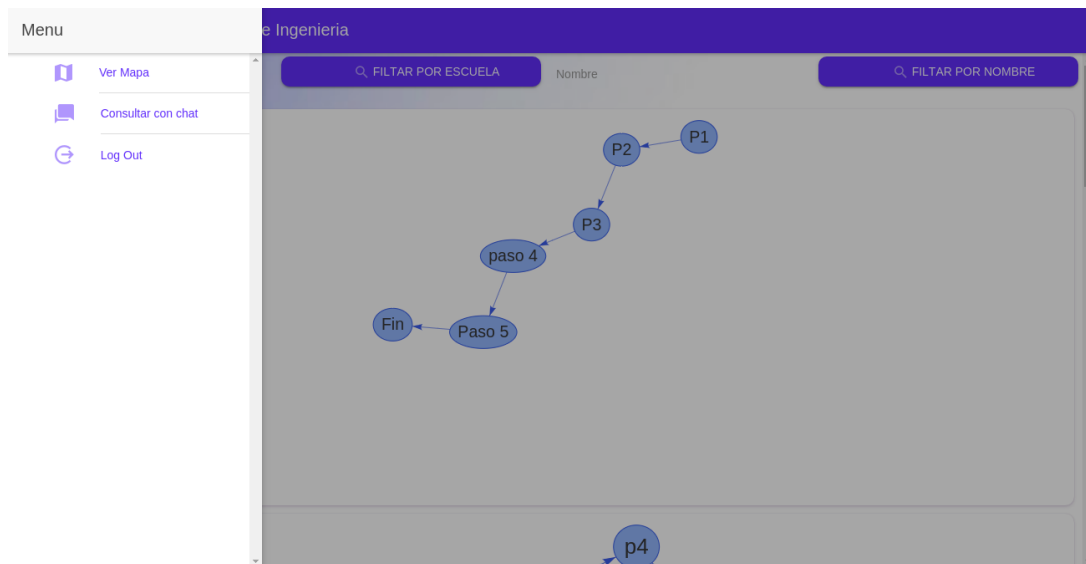 Menu
e Ingenieria
Ver Mapa
Consultar con chat
Log Out
FILTAR POR ESCUELA
Nombre
FILTAR POR NOMBRE
P1
P2
P3
paso 4
Paso 5
Fin
p4